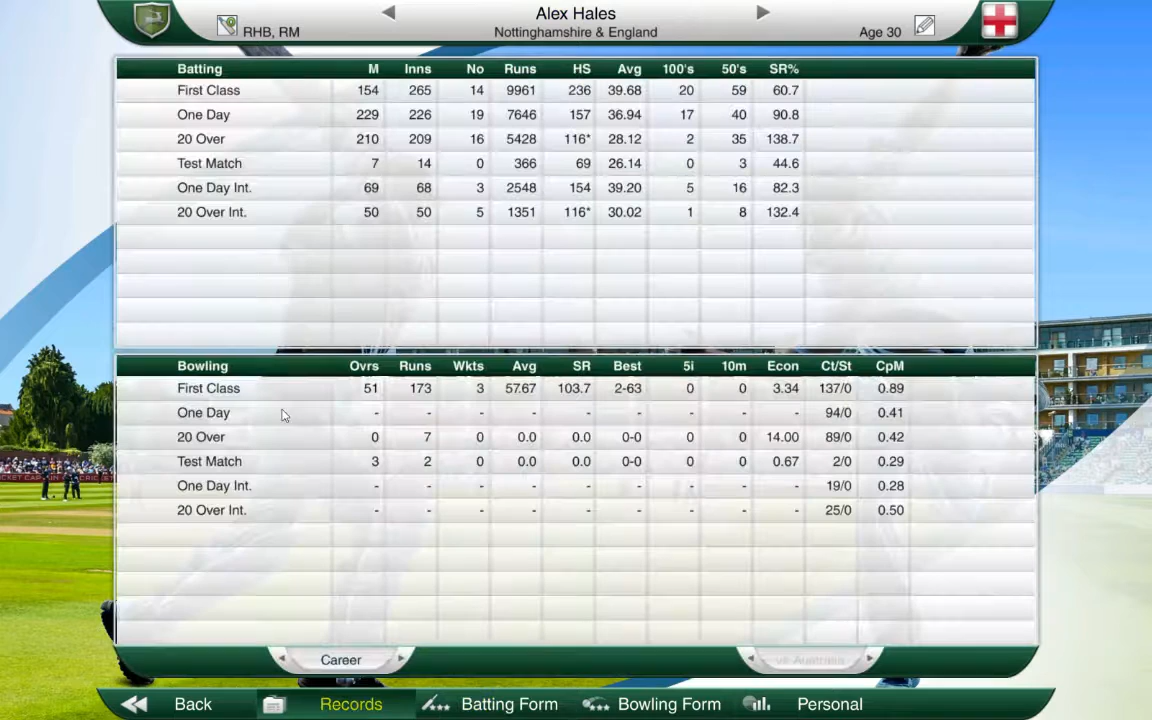 Alex Hales
RHB, RM
Nottinghamshire & England
Age 30
Batting M Inns No Runs HS Avg 100's 50's SR%
First Class 154 265 14 9961 236 39.68 20 59 60.7
One Day 229 226 19 7646 157 36.94 17 40 90.8
20 Over 210 209 16 5428 116* 28.12 2 35 138.7
Test Match 7 14 0 366 69 26.14 0 3 44.6
One Day Int. 69 68 3 2548 154 39.20 5 16 82.3
20 Over Int. 50 50 5 1351 116* 30.02 1 8 132.4
Bowling Ovrs Runs Wkts Avg SR Best 5i 10m Econ Ct/St CpM
First Class 51 173 3 57.67 103.7 2-63 0 0 3.34 137/0 0.89
One Day - - - - - - - - - 94/0 0.41
20 Over 0 7 0 0.0 0.0 0-0 0 0 14.00 89/0 0.42
Test Match 3 2 0 0.0 0.0 0-0 0 0 0.67 2/0 0.29
One Day Int. - - - - - - - - - 19/0 0.28
20 Over Int. - - - - - - - - - 25/0 0.50
Career
v's Australia
Back Records Batting Form Bowling Form Personal